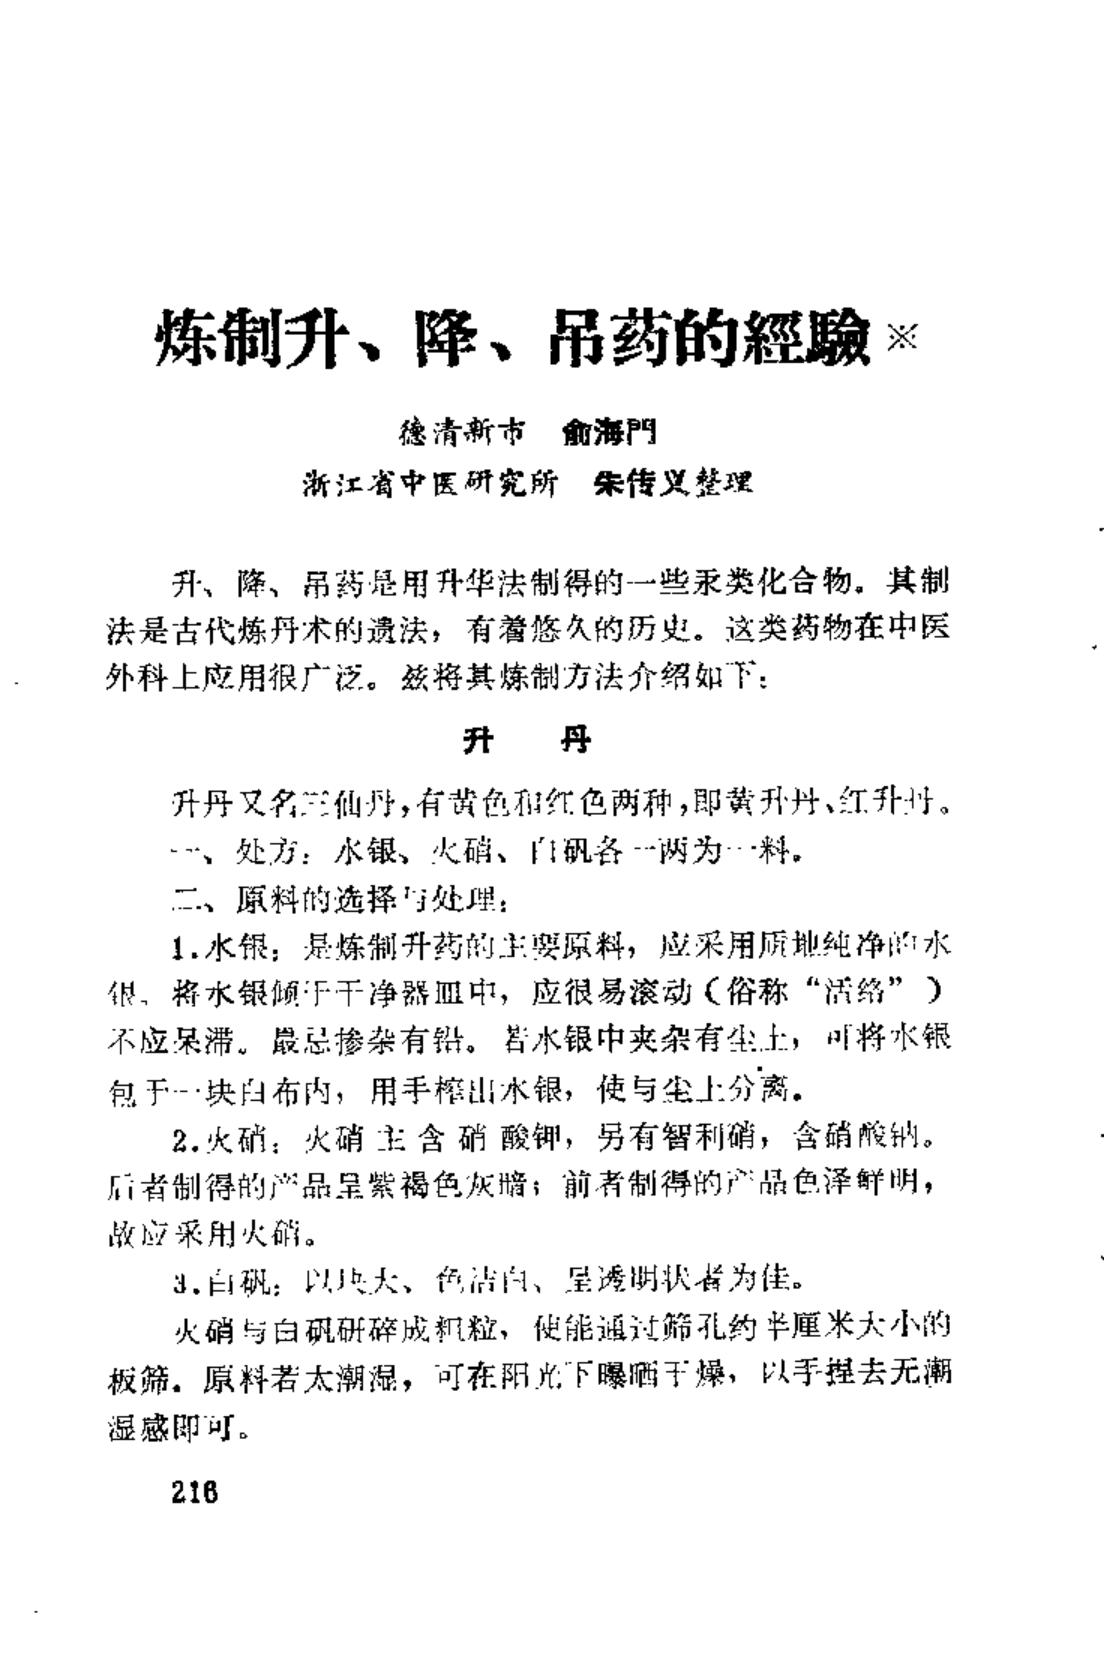 炼制升、降、吊药的經驗※
德清新市 俞海門
浙江省中医研究所 朱传义整理
升、降、吊药是用升华法制得的一些汞类化合物。其制
法是古代炼丹术的遗法，有着悠久的历史。这类药物在中医
外科上应用很广泛。兹将其炼制方法介绍如下：
升 丹
升丹又名三仙丹，有黄色和红色两种，即黄升丹、红升丹。
一、处方：水银、火硝、白矾各一两为一料。
二、原料的选择与处理：
1.水银：是炼制升药的主要原料，应采用质地纯净的水
银。将水银倾于干净器皿中，应很易滚动（俗称“活络”）
不应呆滞。最忌掺杂有铅。若水银中夹杂有尘土，可将水银
包于一块白布内，用手榨出水银，使与尘土分离。
2.火硝：火硝主含硝酸钾，另有智利硝，含硝酸钠。
后者制得的产品呈紫褐色灰暗；前者制得的产品色泽鲜明，
故应采用火硝。
3.白矾：以块大、色洁白、呈透明状者为佳。
火硝与白矾研碎成粗粒，使能通过筛孔约半厘米大小的
板筛。原料若太潮湿，可在阳光下曝晒干燥，以手捏去无潮
湿感即可。
216